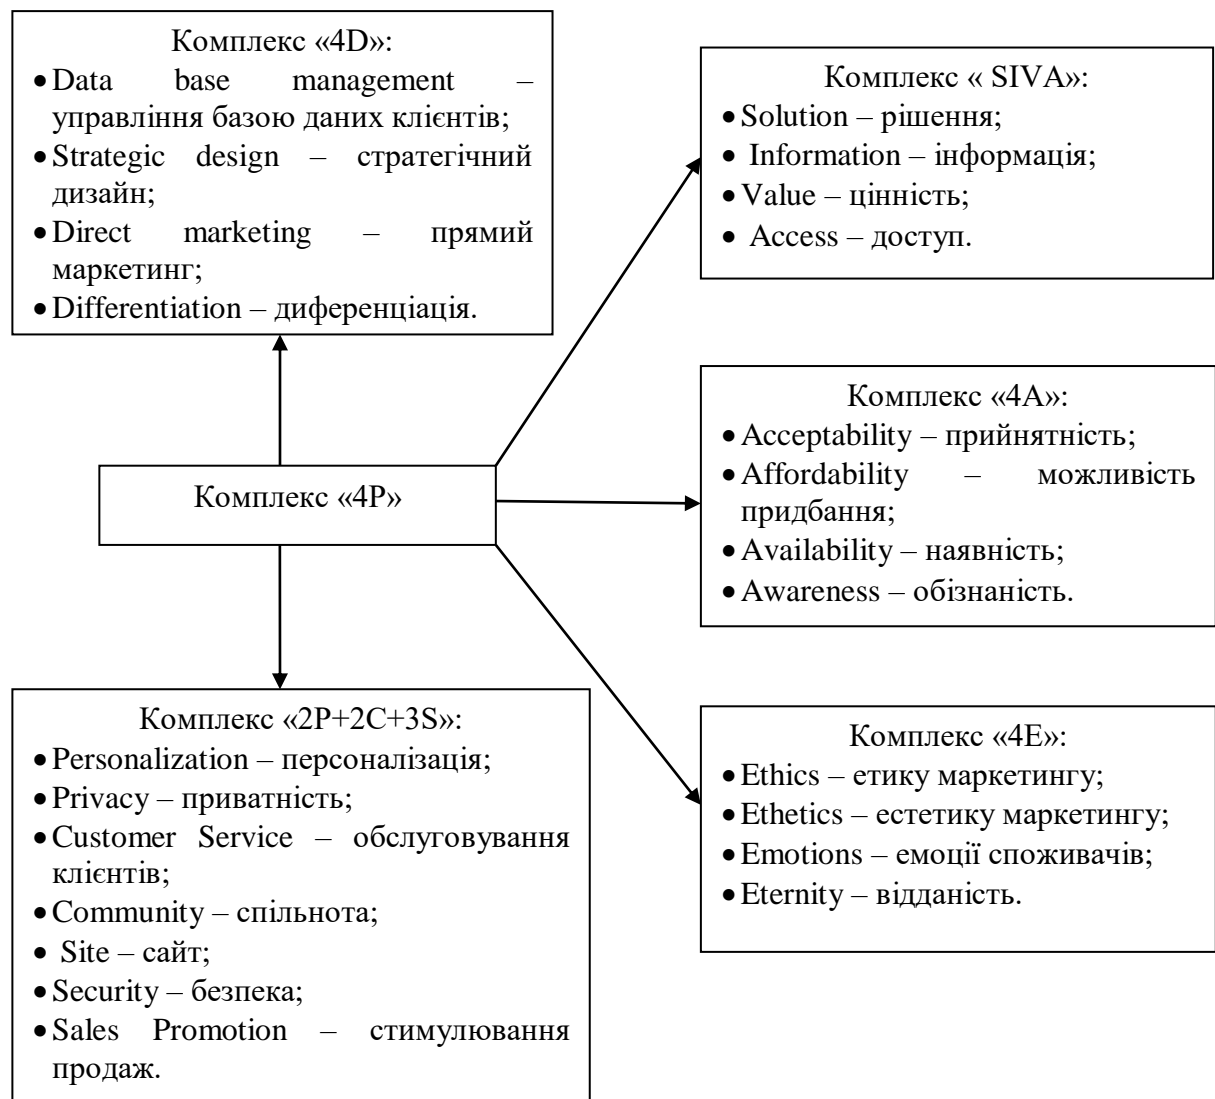 Комплекс «4D»:
•Data base management –
управління базою даних клієнтів;
•Strategic design – стратегічний
дизайн;
•Direct marketing – прямий
маркетинг;
•Differentiation – диференціація.
Комплекс « SIVA»:
•Solution – рішення;
• Information – інформація;
•Value – цінність;
• Access – доступ.
Комплекс «4A»:
•Acceptability – прийнятність;
•Affordability – можливість
придбання;
•Availability – наявність;
•Awareness – обізнаність.
Комплекс «4P»
Комплекс «2P+2C+3S»:
•Personalization – персоналізація;
•Privacy – приватність;
•Customer Service – обслуговування
клієнтів;
•Community – спільнота;
• Site – сайт;
•Security – безпека;
•Sales Promotion – стимулювання
продаж.
Комплекс «4E»:
•Ethics – етику маркетингу;
•Ethetics – естетику маркетингу;
•Emotions – емоції споживачів;
•Eternity – відданість.